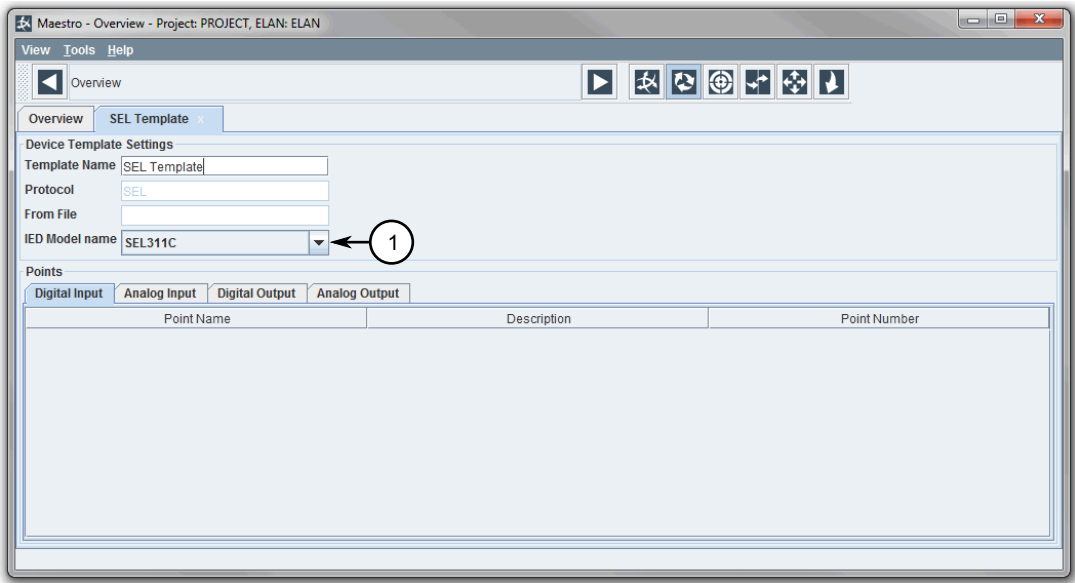 Maestro - Overview - Project: PROJECT, ELAN: ELAN
View Tools Help
Overview
Overview SEL Template x
Device Template Settings
Template Name SEL Template
Protocol SEL
From File
IED Model name SEL311C 1
Points
Digital Input Analog Input Digital Output Analog Output
Point Name Description Point Number